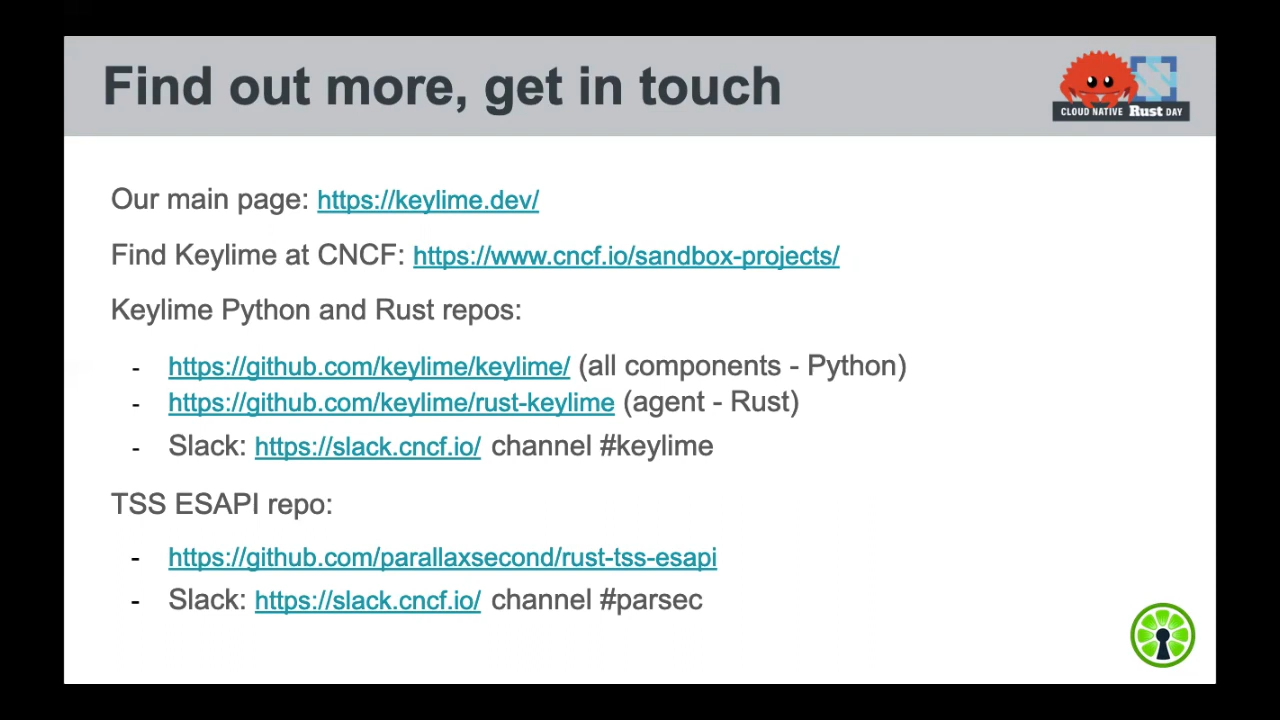 Find out more, get in touch
CLOUD NATIVE Rust DAY
Our main page: https://keylime.dev/
Find Keylime at CNCF: https://www.cncf.io/sandbox-projects/
Keylime Python and Rust repos:
- https://github.com/keylime/keylime/ (all components - Python)
- https://github.com/keylime/rust-keylime (agent - Rust)
- Slack: https://slack.cncf.io/ channel #keylime
TSS ESAPI repo:
- https://github.com/parallaxsecond/rust-tss-esapi
- Slack: https://slack.cncf.io/ channel #parsec